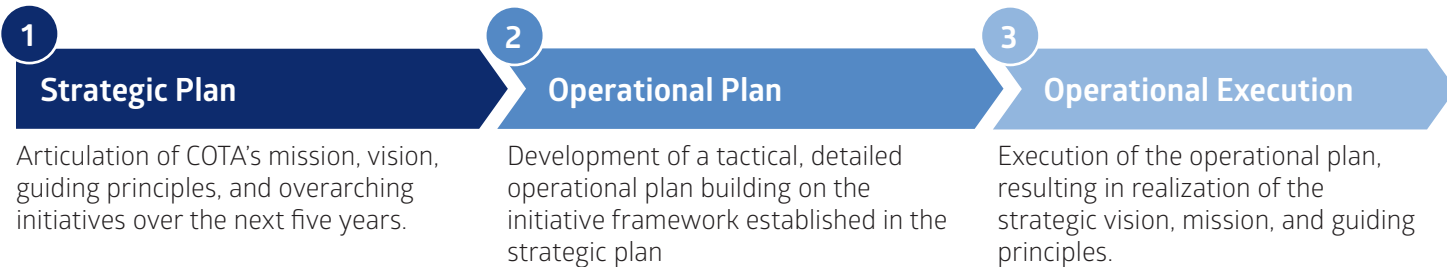 1
Strategic Plan
Articulation of COTA’s mission, vision,
guiding principles, and overarching
initiatives over the next five years.
2
Operational Plan
Development of a tactical, detailed
operational plan building on the
initiative framework established in the
strategic plan
3
Operational Execution
Execution of the operational plan,
resulting in realization of the
strategic vision, mission, and guiding
principles.